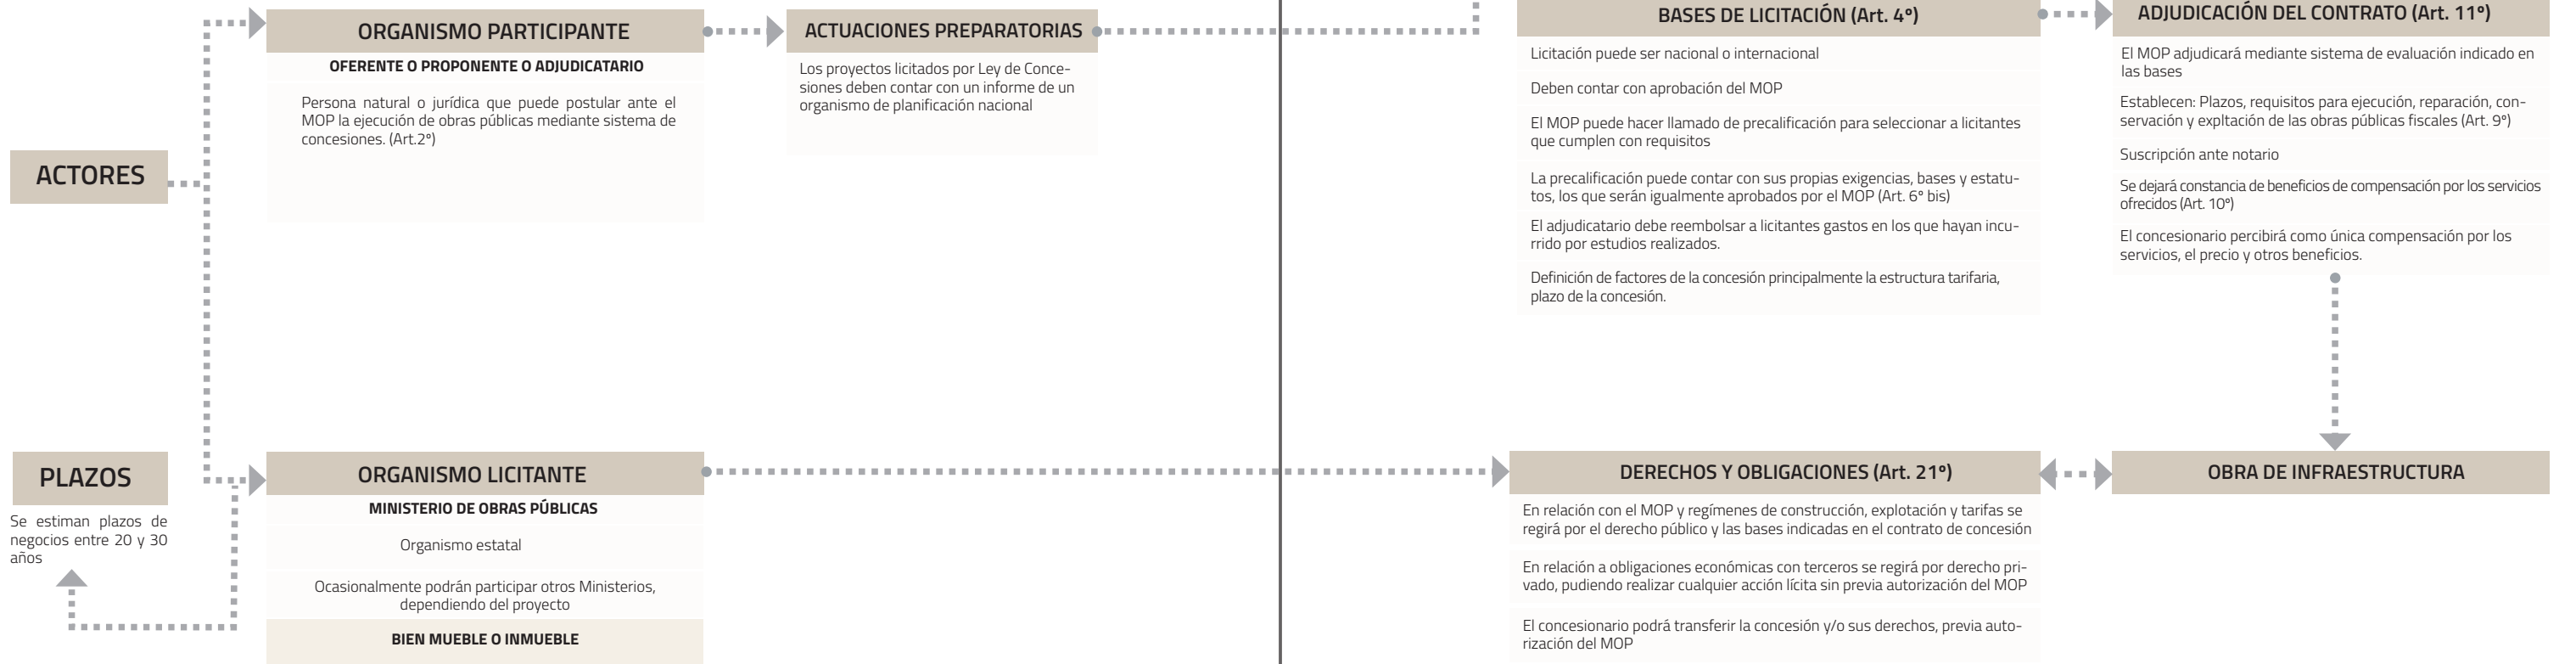 ACTORES
ORGANISMO PARTICIPANTE
OFERENTE O PROPONENTE O ADJUDICATARIO
Persona natural o jurídica que puede postular ante el
MOP la ejecución de obras públicas mediante sistema de
concesiones. (Art.2º)
ACTUACIONES PREPARATORIAS
Los proyectos licitados por Ley de Conce-
siones deben contar con un informe de un
organismo de planificación nacional
BASES DE LICITACIÓN (Art. 4º)
Licitación puede ser nacional o internacional
Deben contar con aprobación del MOP
El MOP puede hacer llamado de precalificación para seleccionar a licitantes
que cumplen con requisitos
La precalificación puede contar con sus propias exigencias, bases y estatu-
tos, los que serán igualmente aprobados por el MOP (Art. 6º bis)
El adjudicatario debe reembolsar a licitantes gastos en los que hayan incu-
rrido por estudios realizados.
Definición de factores de la concesión principalmente la estructura tarifaria,
plazo de la concesión.
ADJUDICACIÓN DEL CONTRATO (Art. 11º)
El MOP adjudicará mediante sistema de evaluación indicado en
las bases
Establecen: Plazos, requisitos para ejecución, reparación, con-
servación y expltación de las obras públicas fiscales (Art. 9º)
Suscripción ante notario
Se dejará constancia de beneficios de compensación por los servicios
ofrecidos (Art. 10º)
El concesionario percibirá como única compensación por los
servicios, el precio y otros beneficios.
PLAZOS
Se estiman plazos de
negocios entre 20 y 30
años
ORGANISMO LICITANTE
MINISTERIO DE OBRAS PÚBLICAS
Organismo estatal
Ocasionalmente podrán participar otros Ministerios,
dependiendo del proyecto
BIEN MUEBLE O INMUEBLE
DERECHOS Y OBLIGACIONES (Art. 21º)
En relación con el MOP y regímenes de construcción, explotación y tarifas se
regirá por el derecho público y las bases indicadas en el contrato de concesión
En relación a obligaciones económicas con terceros se regirá por derecho pri-
vado, pudiendo realizar cualquier acción lícita sin previa autorización del MOP
El concesionario podrá transferir la concesión y/o sus derechos, previa auto-
rización del MOP
OBRA DE INFRAESTRUCTURA